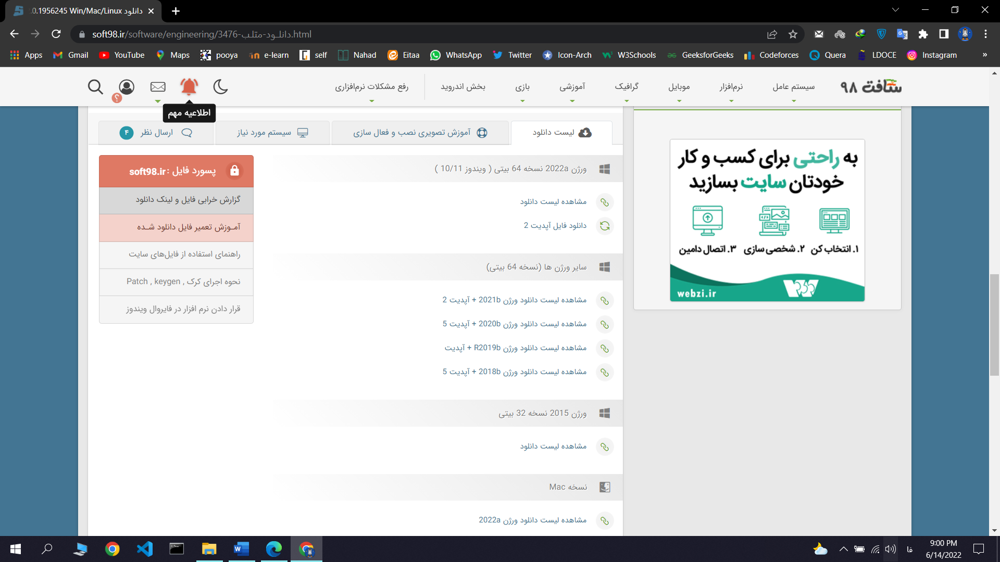 دانلود .0.1956245 Win/Mac/Linux
soft98.ir/software/engineering/3476-دانلــود-متلـب.html
Apps
Gmail
YouTube
Maps
pooya
e-learn
self
Nahad
Eitaa
WhatsApp
Twitter
Icon-Arch
W3Schools
GeeksforGeeks
Codeforces
Quera
LDOCE
Instagram
»
سافت ۹۸
سیستم عامل
نرم‌افزار
موبایل
گرافیک
آموزشی
بازی
بخش اندروید
رفع مشکلات نرم‌افزاری
؟
اطلاعیه مهم
لیست دانلود
آموزش تصویری نصب و فعال سازی
سیستم مورد نیاز
ارسال نظر
۴
ورژن 2022a نسخه 64 بیتی ( ویندوز 10/11 )
مشاهده لیست دانلود
دانلود فایل آپدیت 2
سایر ورژن ها (نسخه 64 بیتی)
مشاهده لیست دانلود ورژن 2021b + آپدیت 2
مشاهده لیست دانلود ورژن 2020b + آپدیت 5
مشاهده لیست دانلود ورژن R2019b + آپدیت
مشاهده لیست دانلود ورژن 2018b + آپدیت 5
ورژن 2015 نسخه 32 بیتی
مشاهده لیست دانلود
نسخه Mac
مشاهده لیست دانلود ورژن 2022a
پسورد فایل : soft98.ir
گزارش خرابی فایل و لینک دانلود
آمـوزش تعمیر فایل دانلود شـده
راهنمای استفاده از فایل‌های سایت
نحوه اجرای کرک , Patch , keygen
قرار دادن نرم افزار در فایروال ویندوز
به راحتی برای کسب و کار
خودتان سایت بسازید
۱. انتخاب کن
۲. شخصی سازی
۳. اتصال دامین
webzi.ir
فا
9:00 PM
6/14/2022